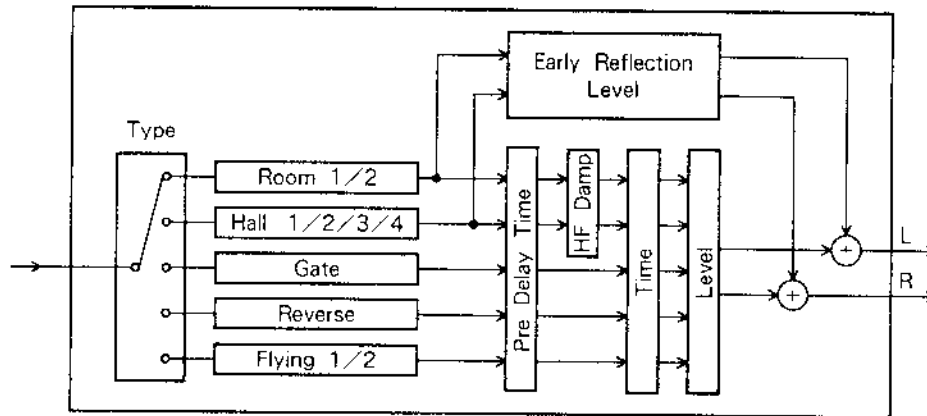 Early Reflection
Level
Type
Room 1/2
Hall 1/2/3/4
Gate
Reverse
Flying 1/2
Pre Delay Time
HF Damp
Time
Level
+
+
L
R